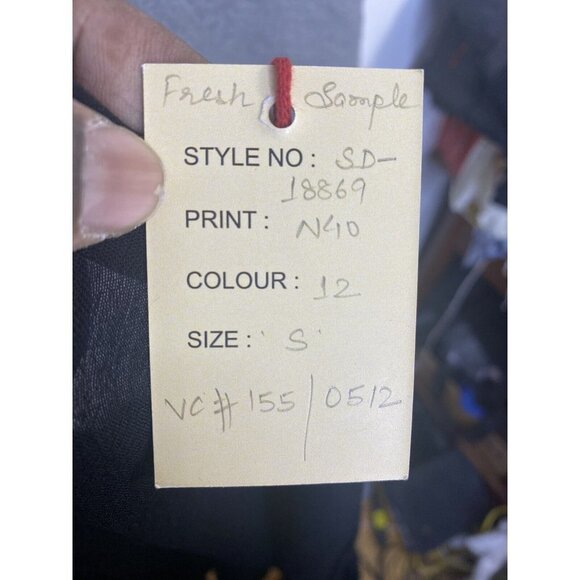 Fresh Sample
STYLE NO : SD-
18869
PRINT : N40
COLOUR : 12
SIZE : 'S'
VC# 155 / 0512